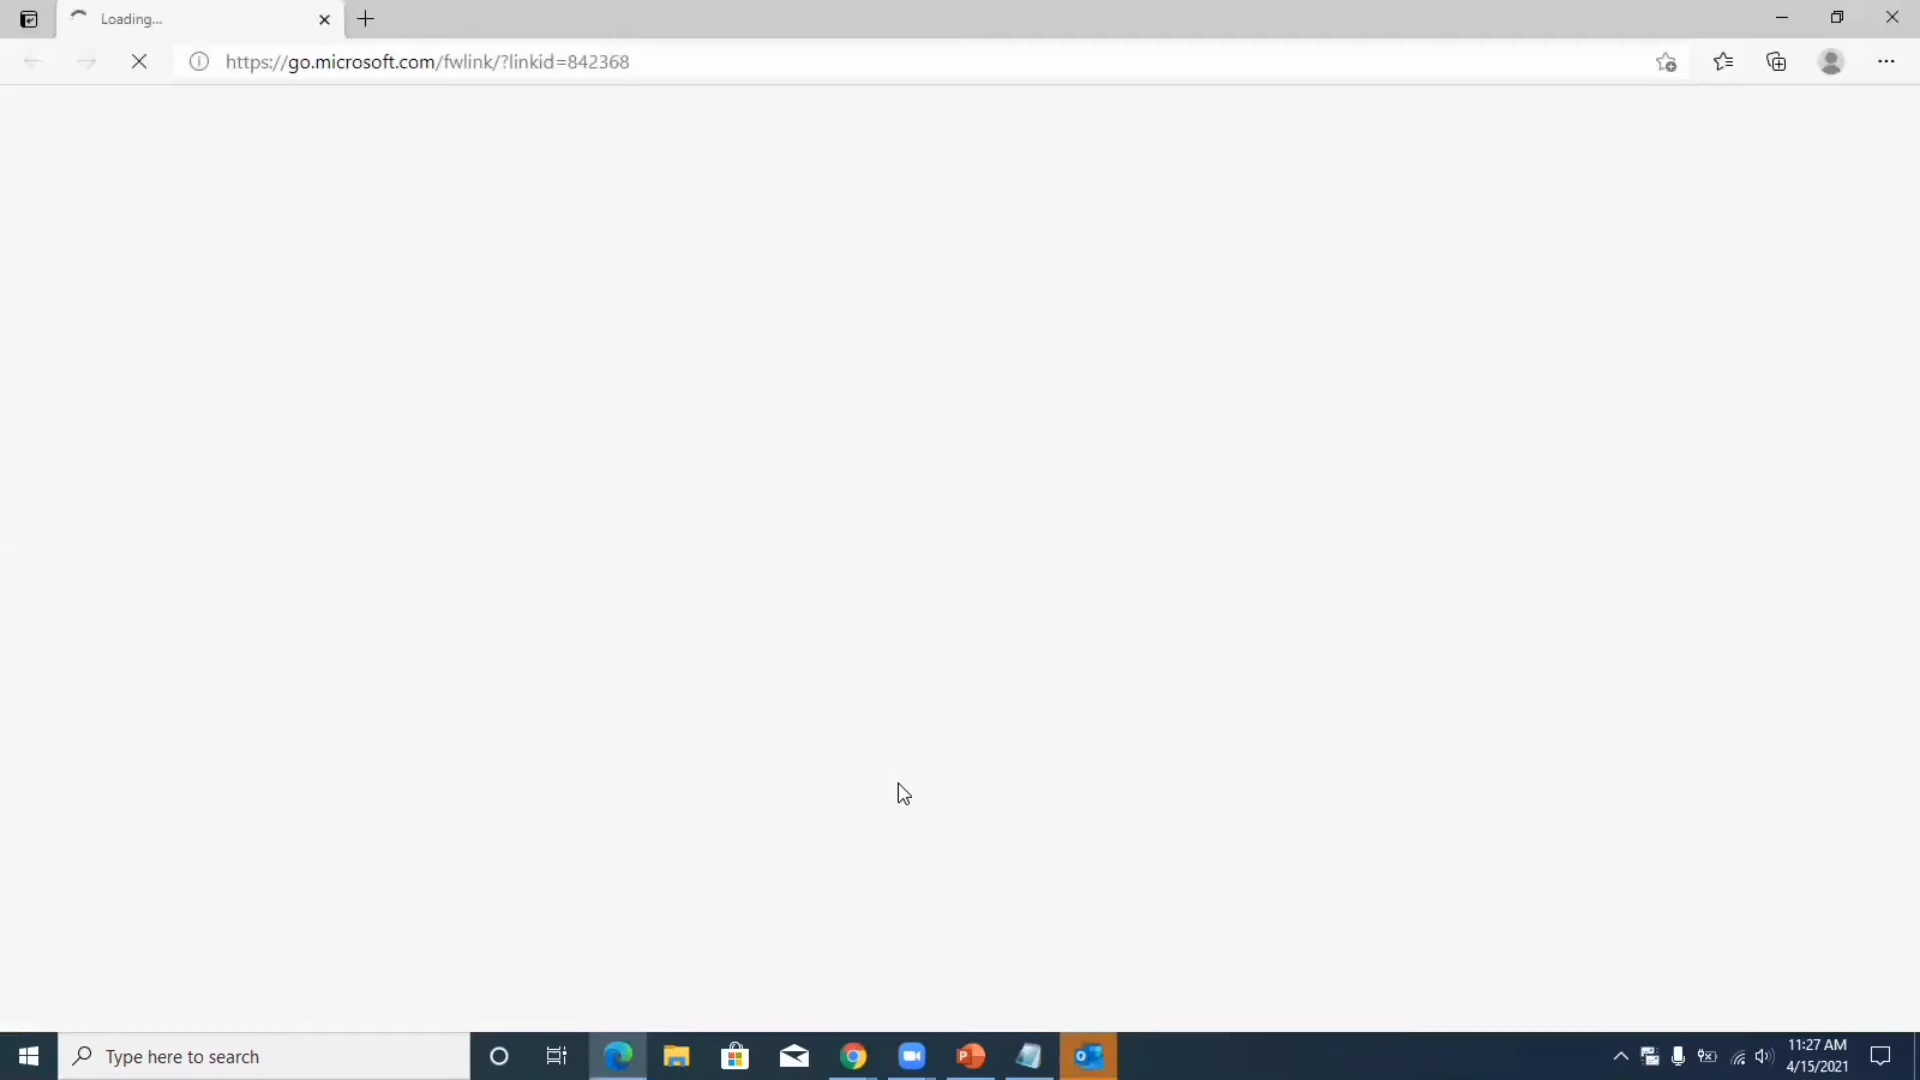 Loading...
https://go.microsoft.com/fwlink/?linkid=842368
Type here to search
11:27 AM
4/15/2021